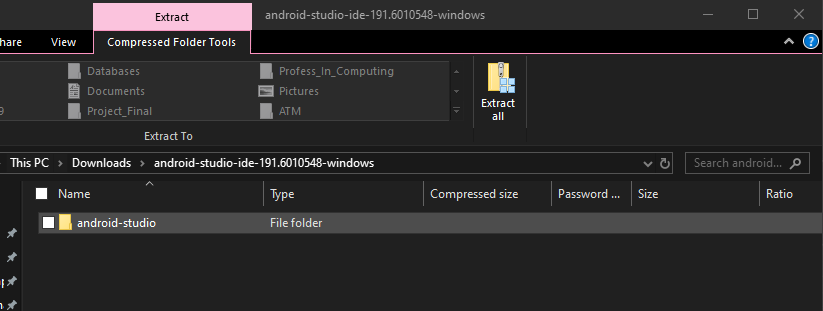 Extract android-studio-ide-191.6010548-windows
hare View Compressed Folder Tools
Databases Profess_In_Computing
Documents Pictures
9 Project_Final ATM
Extract all
Extract To
This PC > Downloads > android-studio-ide-191.6010548-windows Search android...
Name Type Compressed size Password ... Size Ratio
android-studio File folder